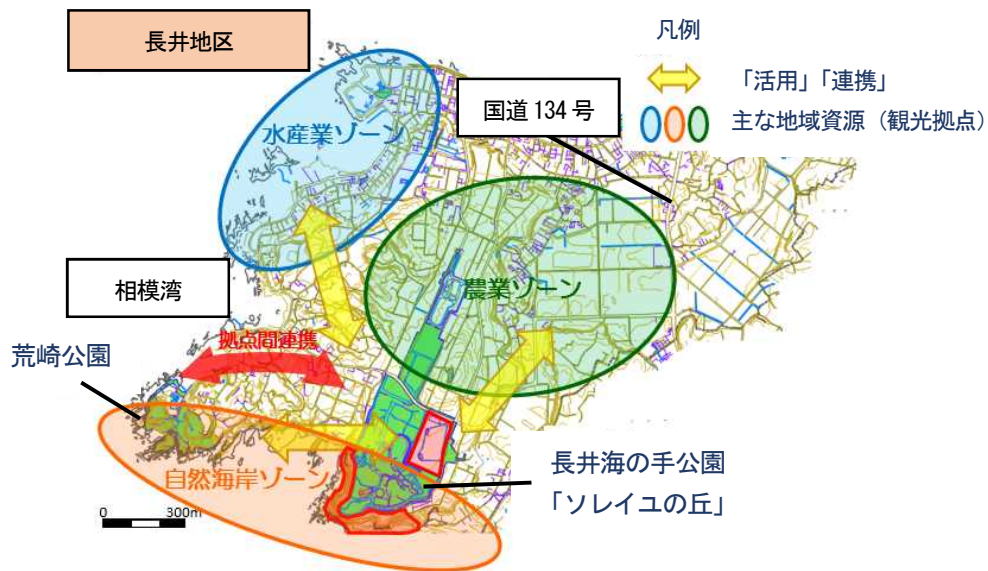 長井地区
凡例
「活用」「連携」
主な地域資源（観光拠点）
国道 134 号
水産業ゾーン
農業ゾーン
相模湾
拠点間連携
荒崎公園
自然海岸ゾーン
長井海の手公園
「ソレイユの丘」
0 300m